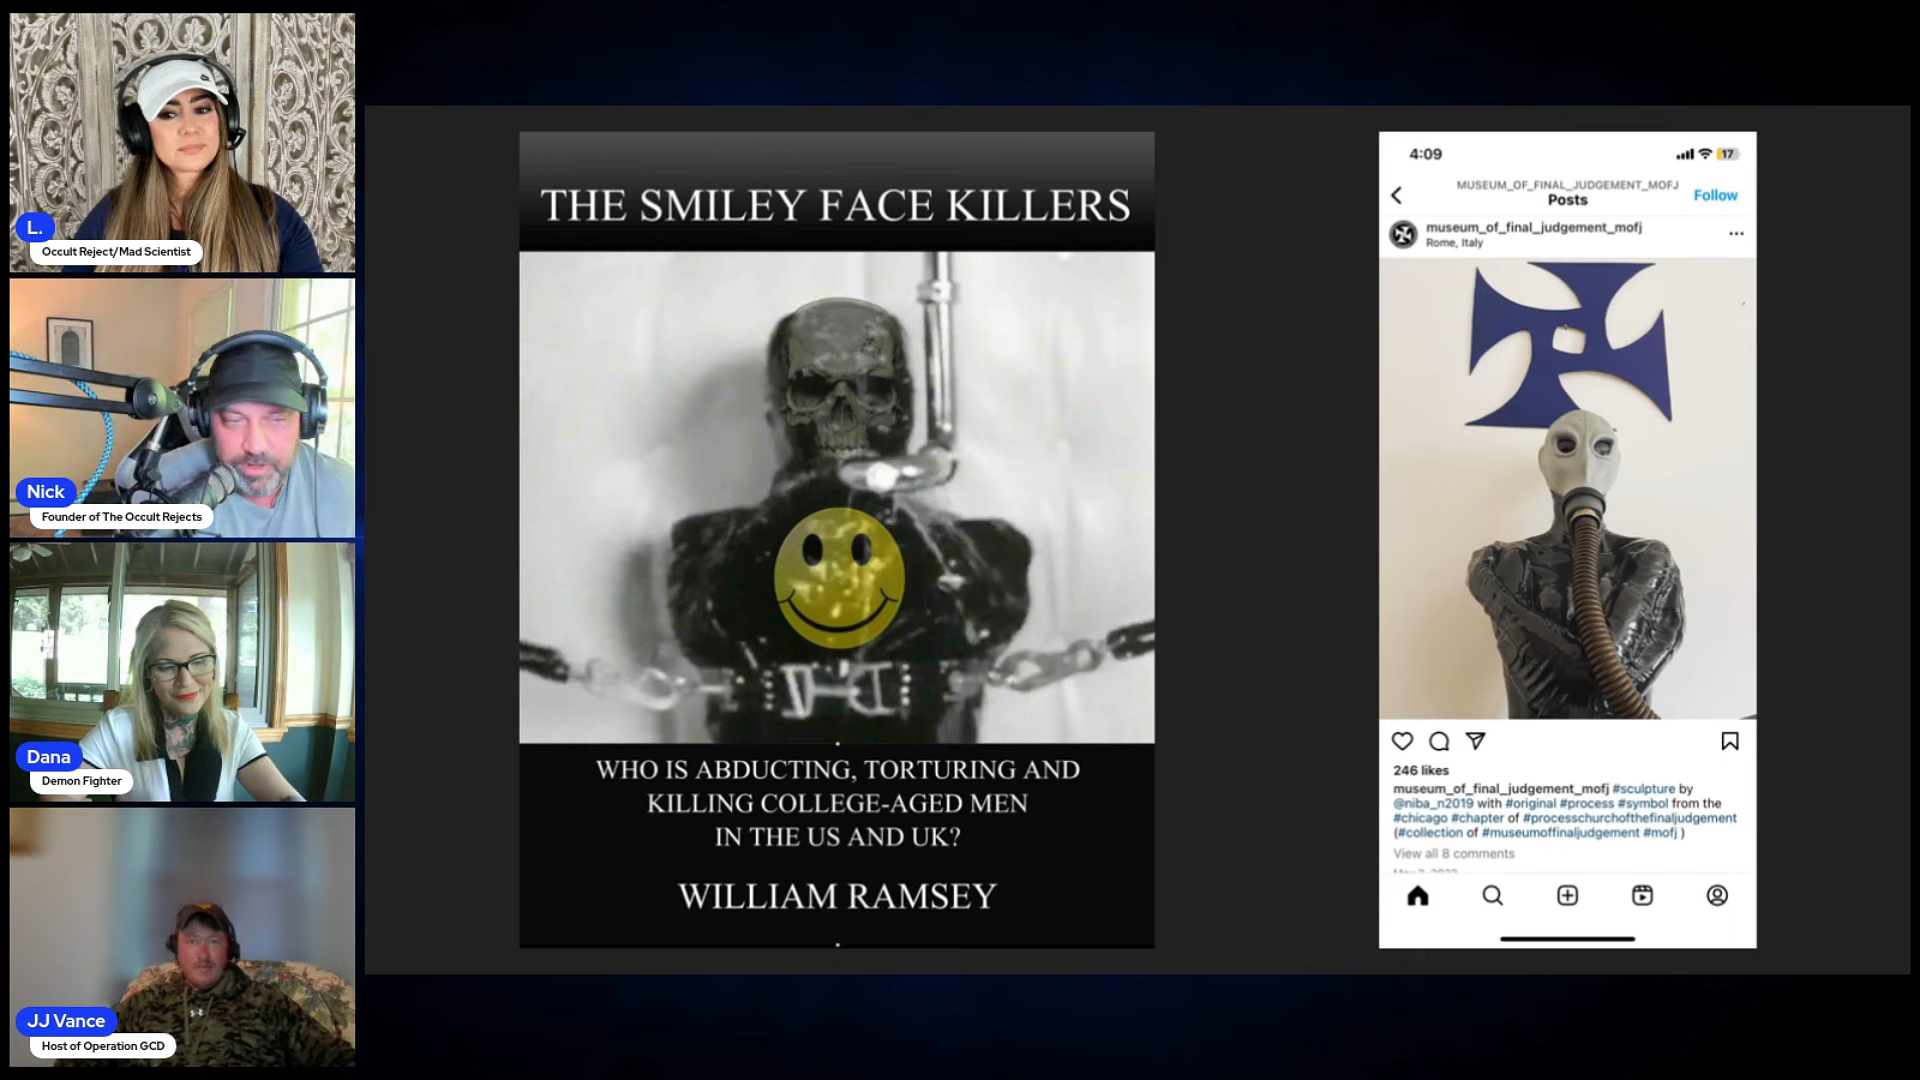 L.
Occult Reject/Mad Scientist
Nick
Founder of The Occult Rejects
Dana
Demon Fighter
JJ Vance
Host of Operation GCD
THE SMILEY FACE KILLERS
WHO IS ABDUCTING, TORTURING AND
KILLING COLLEGE-AGED MEN
IN THE US AND UK?
WILLIAM RAMSEY
4:09
17
MUSEUM_OF_FINAL_JUDGEMENT_MOFJ
Posts
Follow
museum_of_final_judgement_mofj
Rome, Italy
246 likes
museum_of_final_judgement_mofj #sculpture by
@niba_n2019 with #original #process #symbol from the
#chicago #chapter of #processchurchofthefinaljudgement
(#collection of #museumoffinaljudgement #mofj )
View all 8 comments